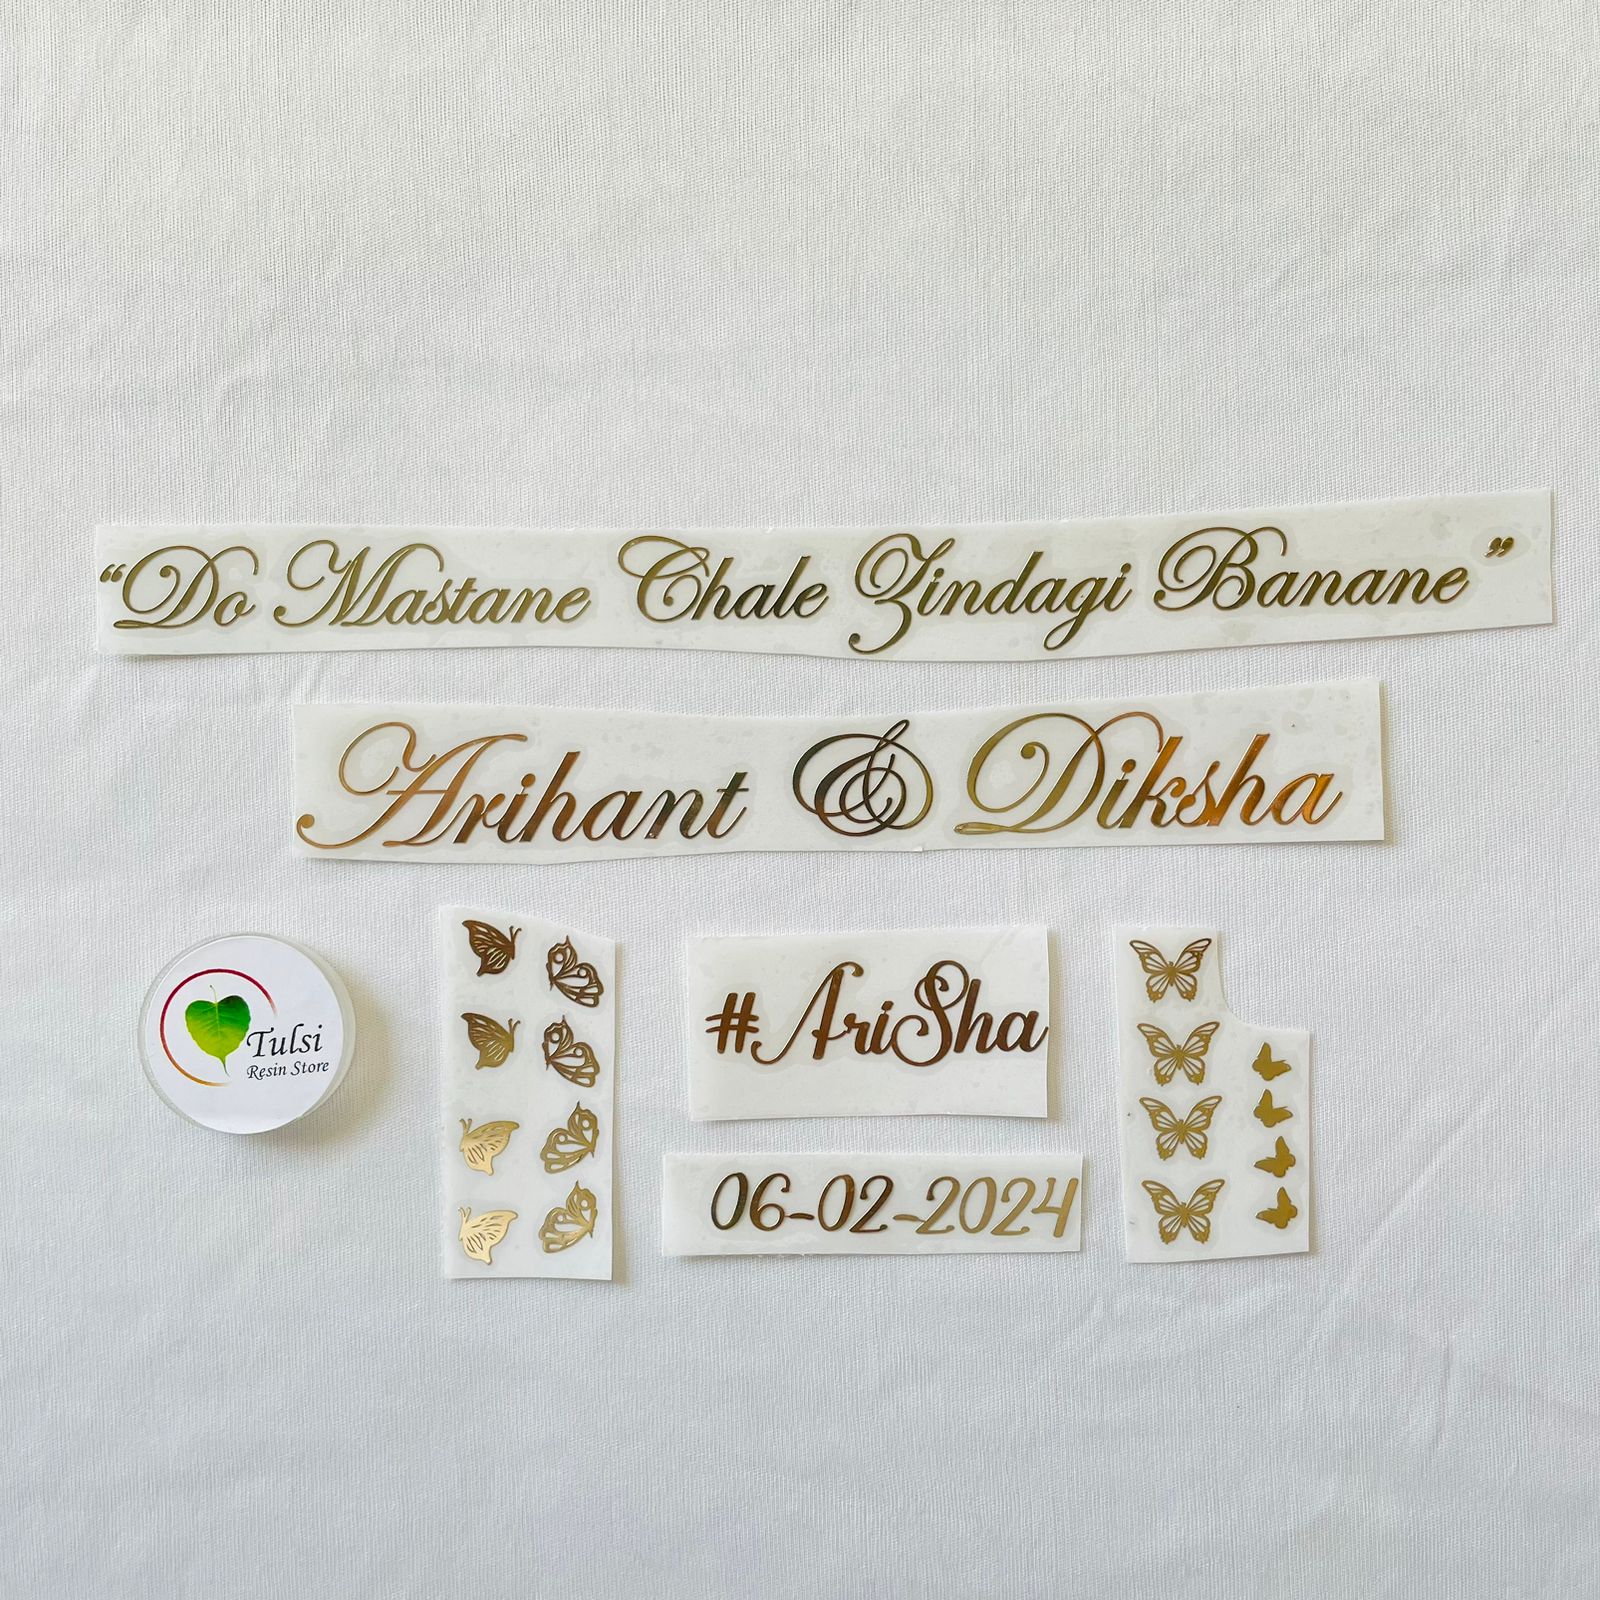 “Do Mastane Chale Zindagi Banane”
Arihant & Diksha
Tulsi
Resin Store
#AriSha
06-02-2024